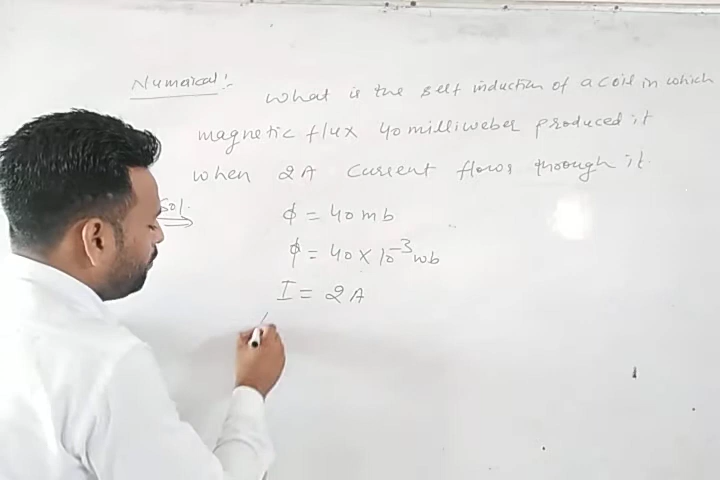 Numerical:-
What is the self induction of a coil in which
magnetic flux 40 milliweber produced it
when 2A Current flows through it.
Sol.
ϕ = 40 mb
ϕ = 40 x 10⁻³ wb
I = 2A